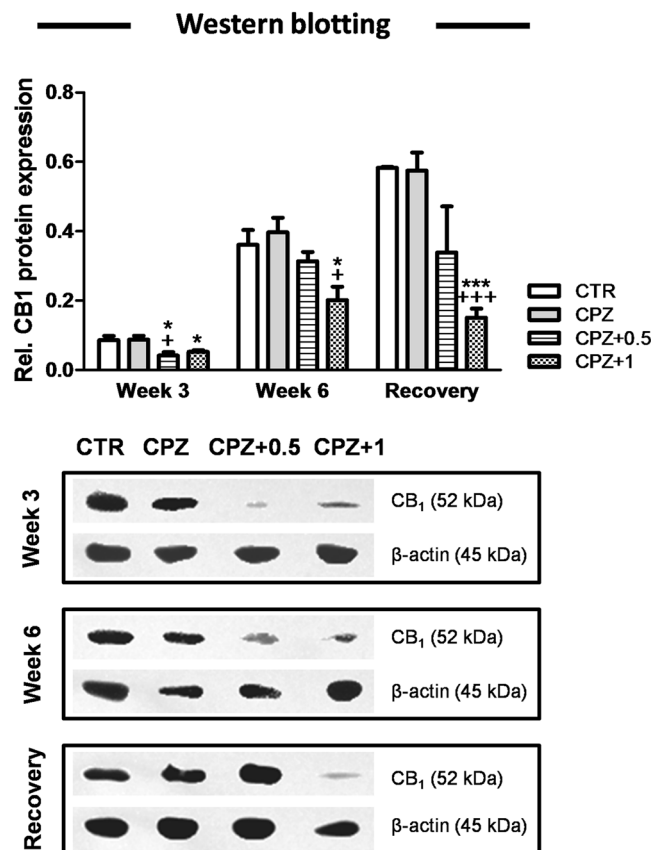 Western blotting
Rel. CB1 protein expression
0.8
0.6
0.4
0.2
0.0
*
+
*
*
+
***
+++
Week 3
Week 6
Recovery
CTR
CPZ
CPZ+0.5
CPZ+1
CTR CPZ CPZ+0.5 CPZ+1
Week 3
CB₁ (52 kDa)
β-actin (45 kDa)
Week 6
CB₁ (52 kDa)
β-actin (45 kDa)
Recovery
CB₁ (52 kDa)
β-actin (45 kDa)